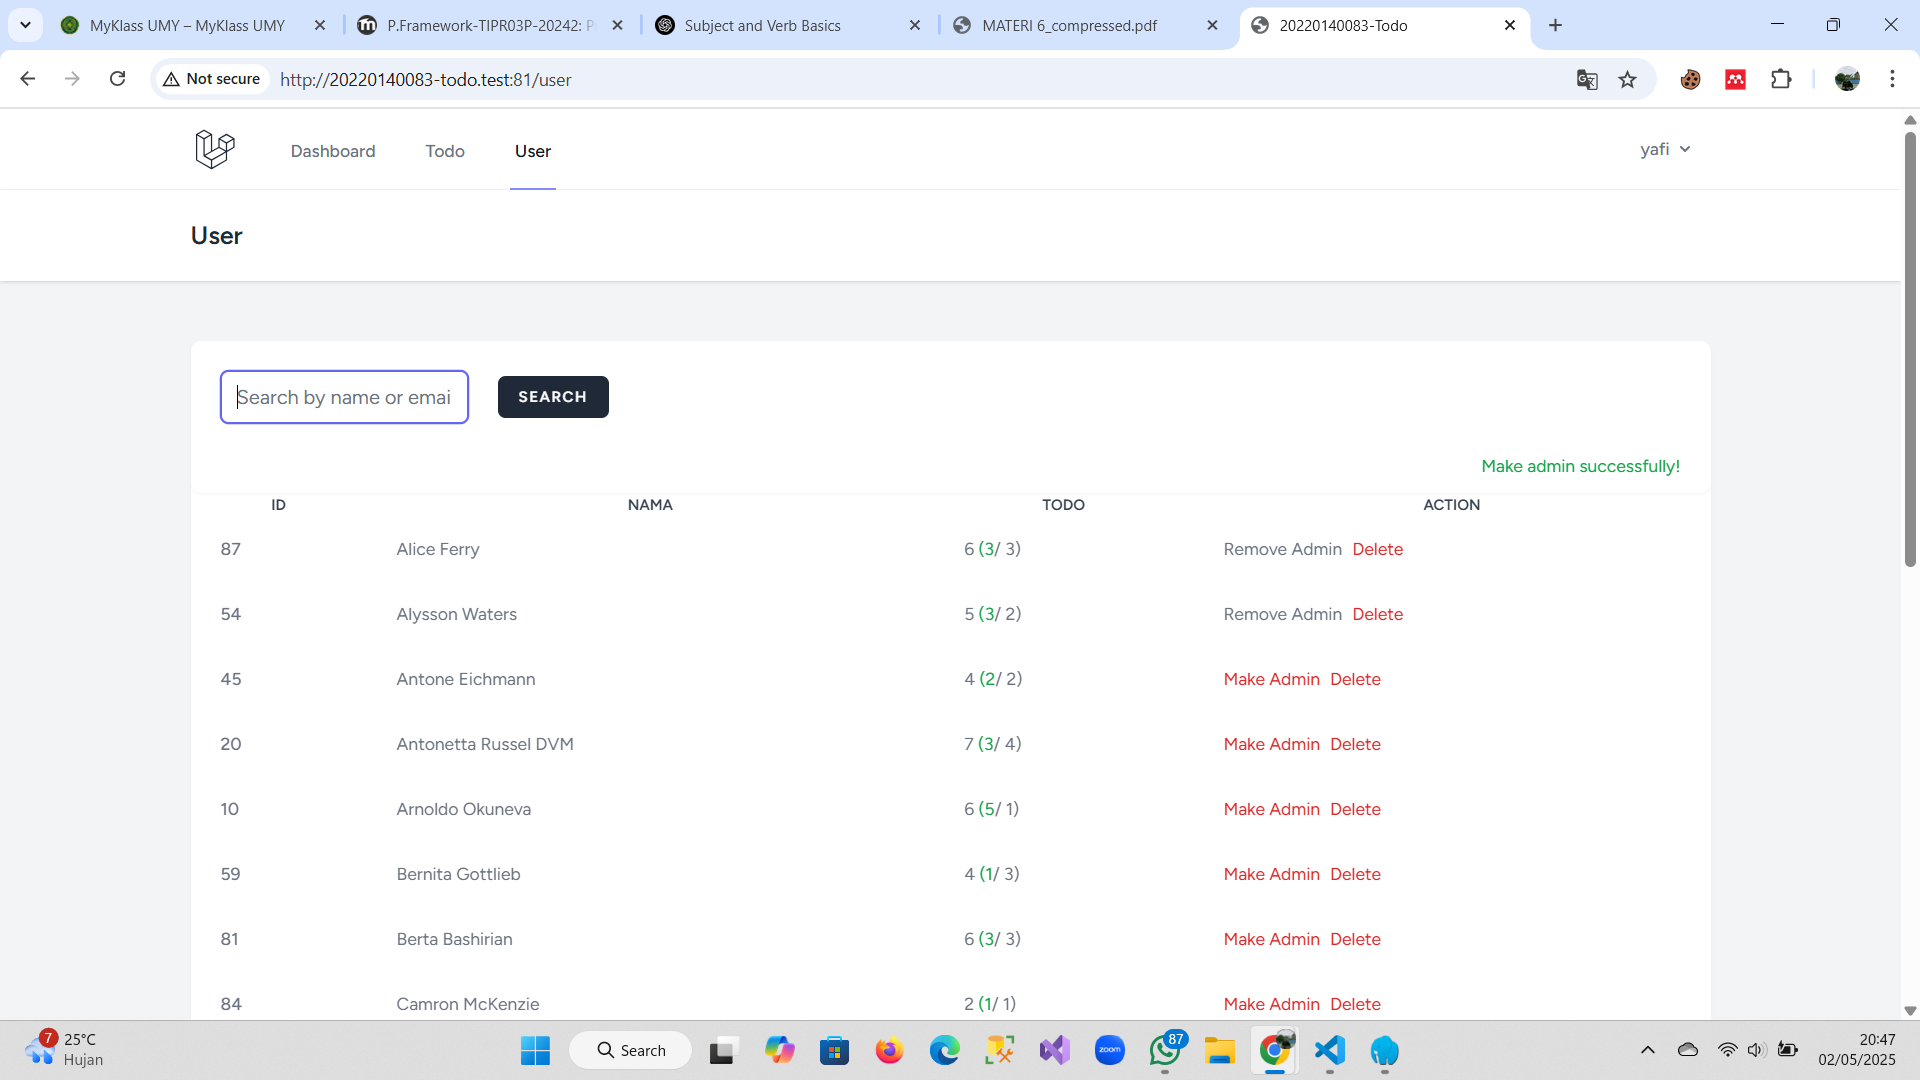 MyKlass UMY – MyKlass UMY
P.Framework-TIPR03P-20242: P
Subject and Verb Basics
MATERI 6_compressed.pdf
20220140083-Todo
Not secure
http://20220140083-todo.test:81/user
Dashboard
Todo
User
yafi
User
Search by name or emai
SEARCH
Make admin successfully!
ID NAMA TODO ACTION
87 Alice Ferry 6 (3/ 3) Remove Admin Delete
54 Alysson Waters 5 (3/ 2) Remove Admin Delete
45 Antone Eichmann 4 (2/ 2) Make Admin Delete
20 Antonetta Russel DVM 7 (3/ 4) Make Admin Delete
10 Arnoldo Okuneva 6 (5/ 1) Make Admin Delete
59 Bernita Gottlieb 4 (1/ 3) Make Admin Delete
81 Berta Bashirian 6 (3/ 3) Make Admin Delete
84 Camron McKenzie 2 (1/ 1) Make Admin Delete
7
25°C
Hujan
Search
zoom
87
20:47
02/05/2025